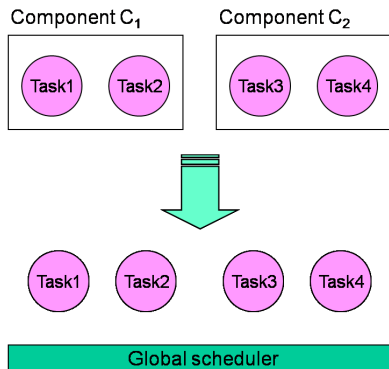 Component C₁ Component C₂
Task1 Task2 Task3 Task4
Task1 Task2 Task3 Task4
Global scheduler